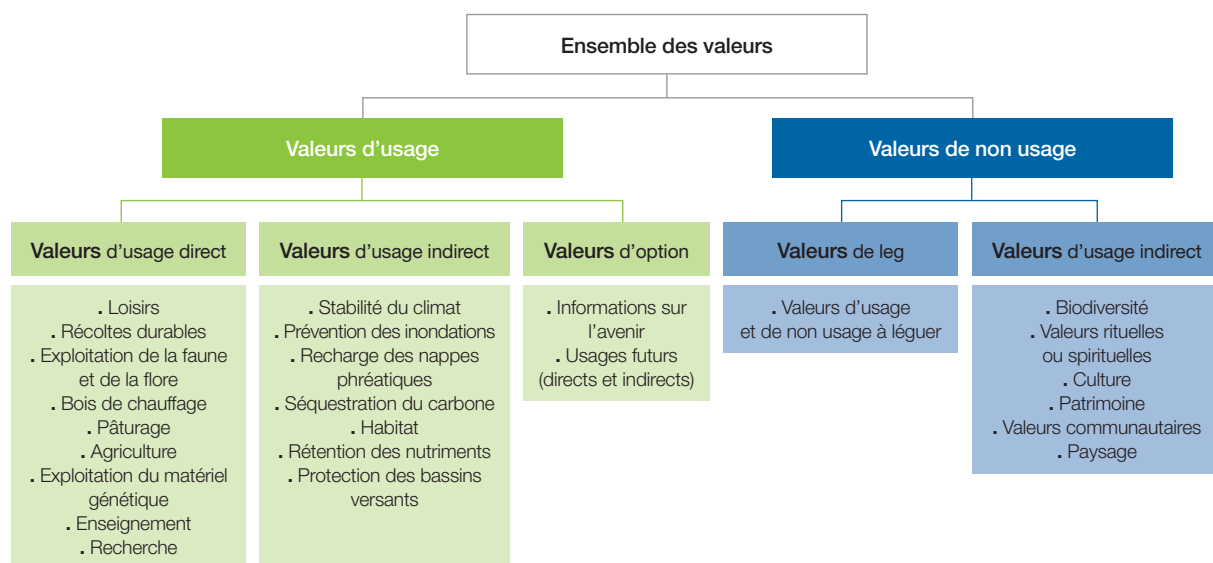 Ensemble des valeurs
Valeurs d'usage
Valeurs de non usage
Valeurs d'usage direct
Valeurs d'usage indirect
Valeurs d'option
Valeurs de leg
Valeurs d'usage indirect
. Loisirs
. Récoltes durables
. Exploitation de la faune
et de la flore
. Bois de chauffage
. Pâturage
. Agriculture
. Exploitation du matériel
génétique
. Enseignement
. Recherche
. Stabilité du climat
. Prévention des inondations
. Recharge des nappes
phréatiques
. Séquestration du carbone
. Habitat
. Rétention des nutriments
. Protection des bassins
versants
. Informations sur
l'avenir
. Usages futurs
(directs et indirects)
. Valeurs d'usage
et de non usage à léguer
. Biodiversité
. Valeurs rituelles
ou spirituelles
. Culture
. Patrimoine
. Valeurs communautaires
. Paysage